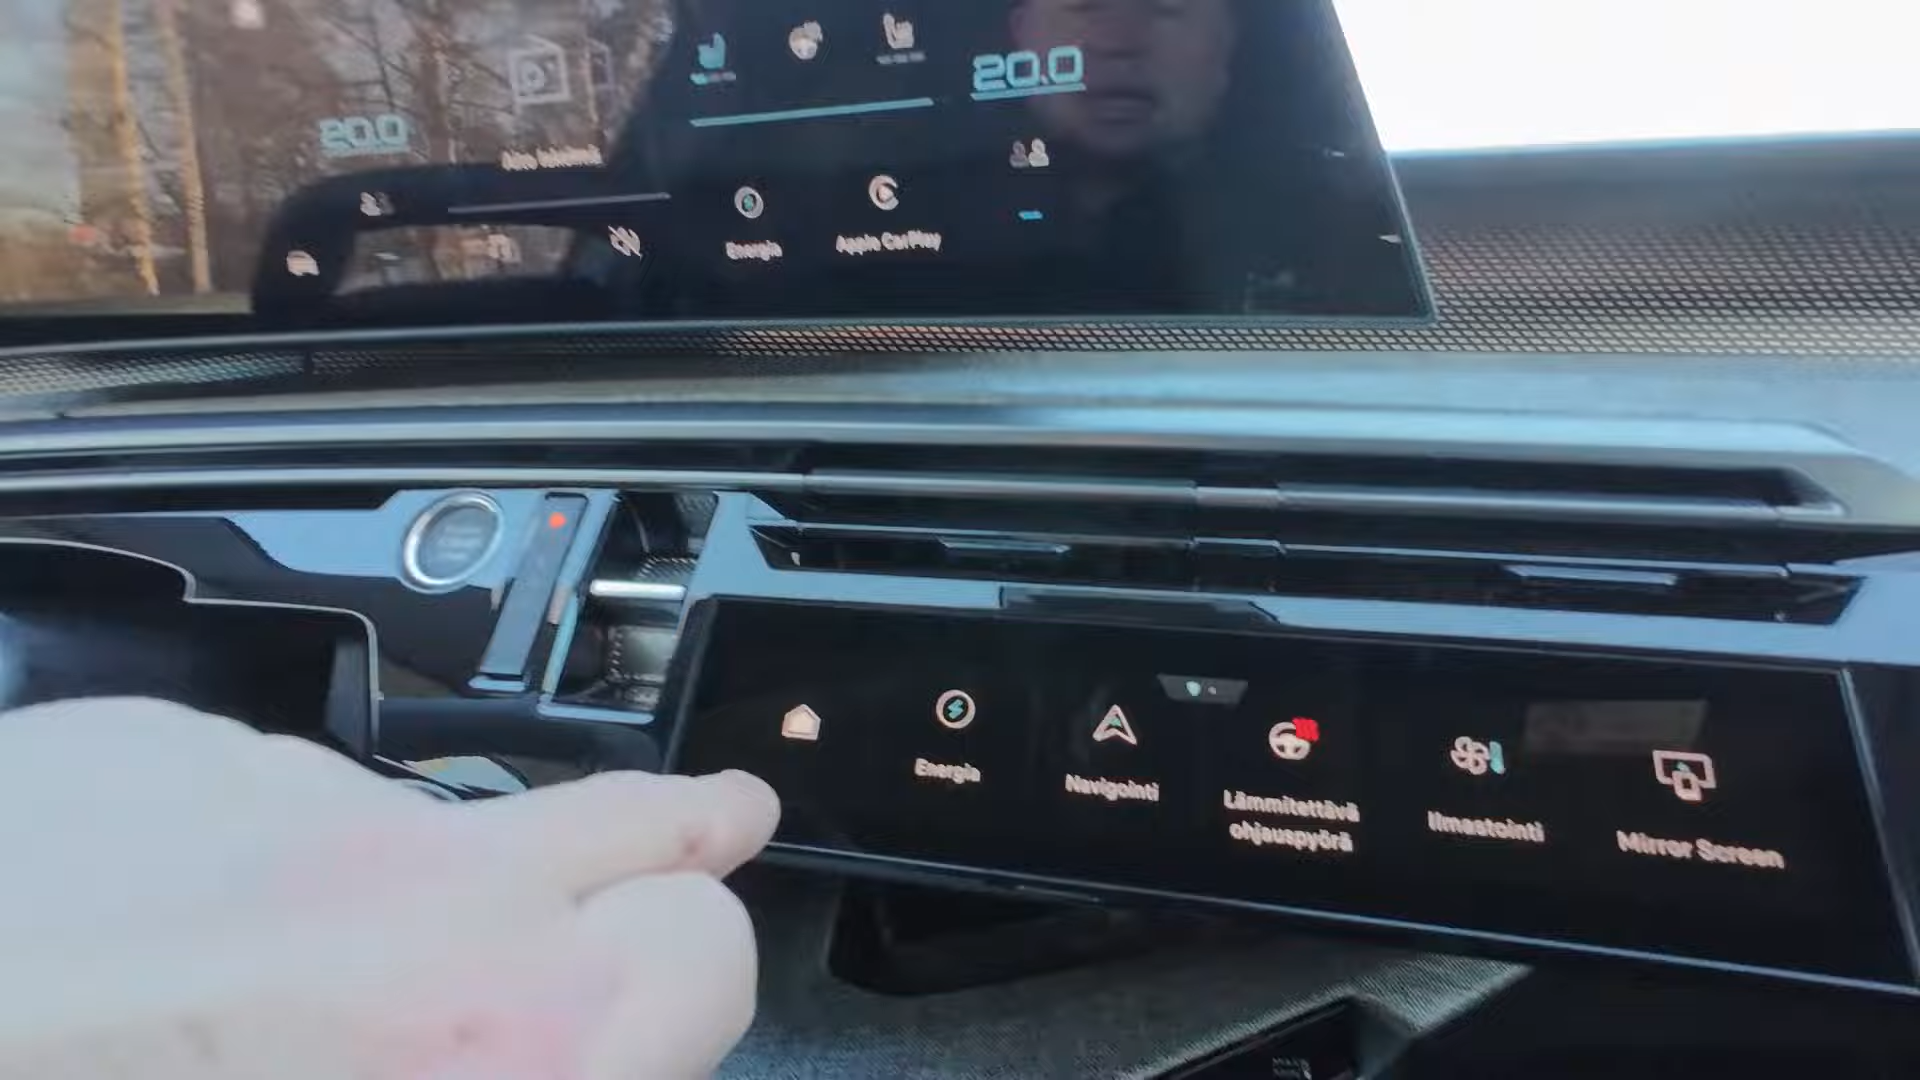 20.0
20.0
Energia
Apple CarPlay
Energia
Navigointi
Lämmitettävä
ohjauspyörä
Ilmastointi
Mirror Screen